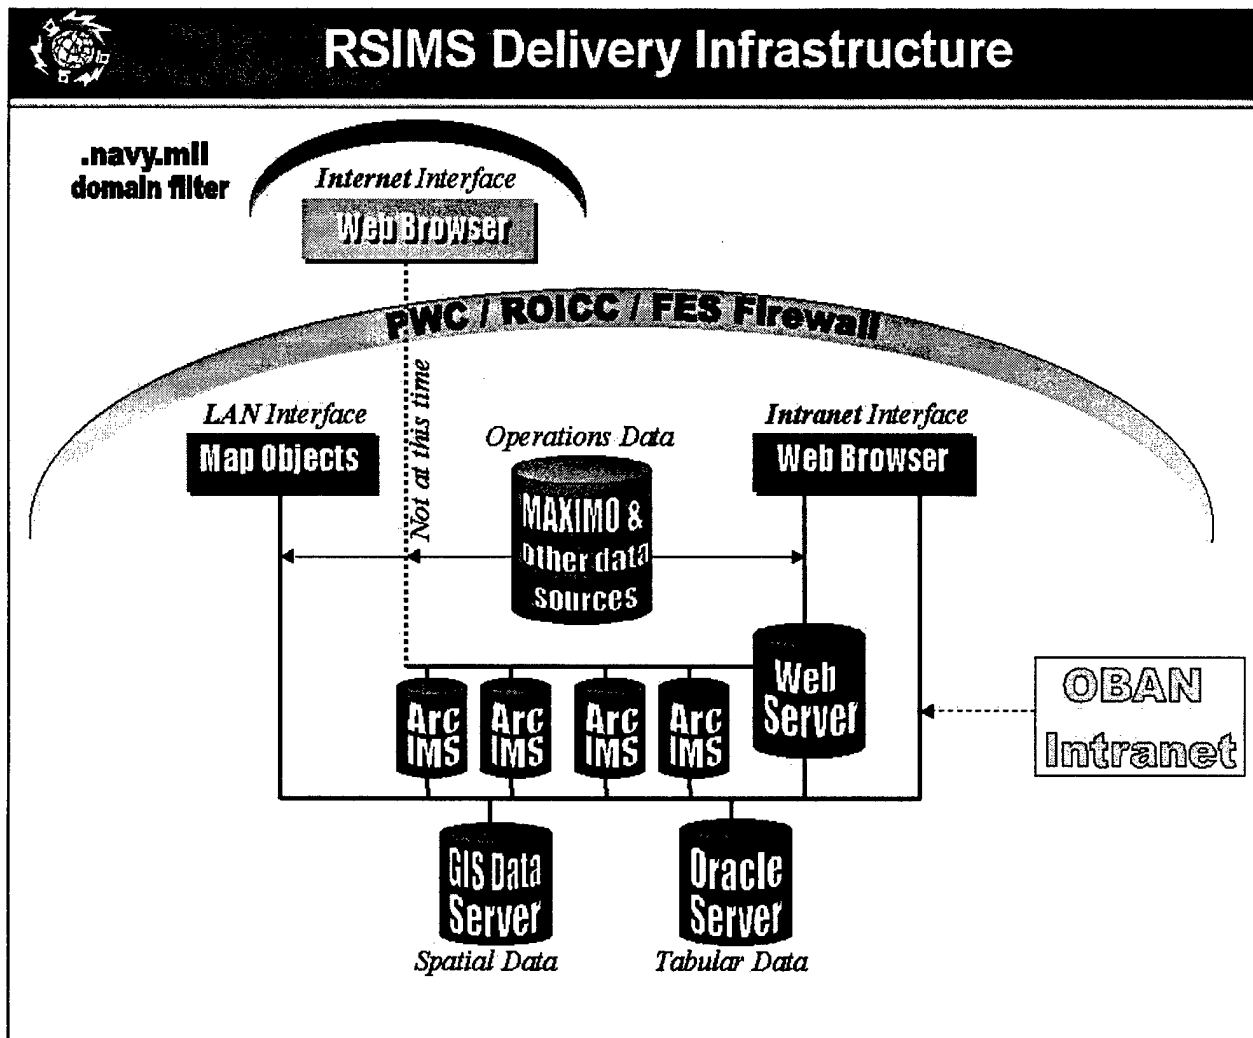 RSIMS Delivery Infrastructure
.navy.mil
domain filter
Internet Interface
Web Browser
PWC / ROICC / FES Firewall
LAN Interface
Map Objects
Not at this time
Operations Data
MAXIMO &
other data
sources
Intranet Interface
Web Browser
Arc
IMS
Arc
IMS
Arc
IMS
Arc
IMS
Web
Server
OBAN
Intranet
GIS Data
Server
Spatial Data
Oracle
Server
Tabular Data